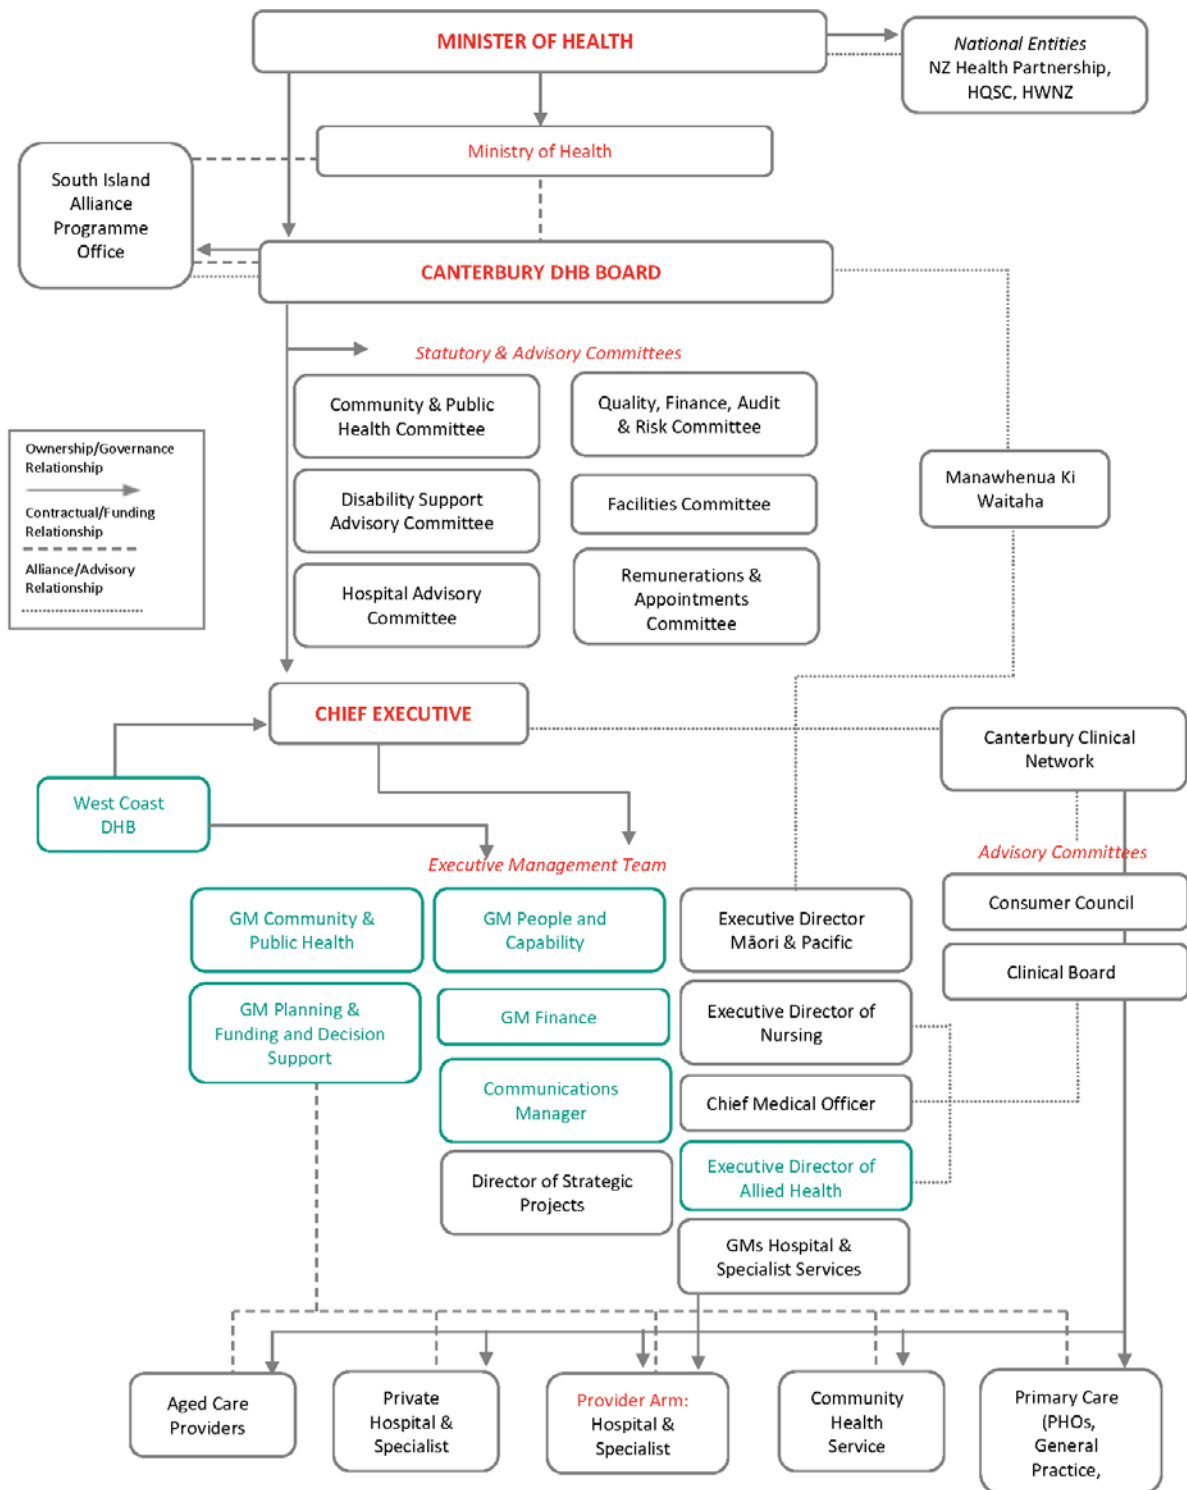 MINISTER OF HEALTH
National Entities
NZ Health Partnership,
HQSC, HWNZ
Ministry of Health
South Island
Alliance
Programme
Office
CANTERBURY DHB BOARD
Statutory & Advisory Committees
Community & Public
Health Committee
Quality, Finance, Audit
& Risk Committee
Ownership/Governance
Relationship
Contractual/Funding
Relationship
Alliance/Advisory
Relationship
Disability Support
Advisory Committee
Facilities Committee
Manawhenua Ki
Waitaha
Hospital Advisory
Committee
Remunerations &
Appointments
Committee
CHIEF EXECUTIVE
Canterbury Clinical
Network
West Coast
DHB
Executive Management Team
Advisory Committees
GM Community &
Public Health
GM People and
Capability
Executive Director
Māori & Pacific
Consumer Council
Clinical Board
GM Planning &
Funding and Decision
Support
GM Finance
Executive Director of
Nursing
Communications
Manager
Chief Medical Officer
Director of Strategic
Projects
Executive Director of
Allied Health
GMs Hospital &
Specialist Services
Aged Care
Providers
Private
Hospital &
Specialist
Provider Arm:
Hospital &
Specialist
Community
Health
Service
Primary Care
(PHOs,
General
Practice,